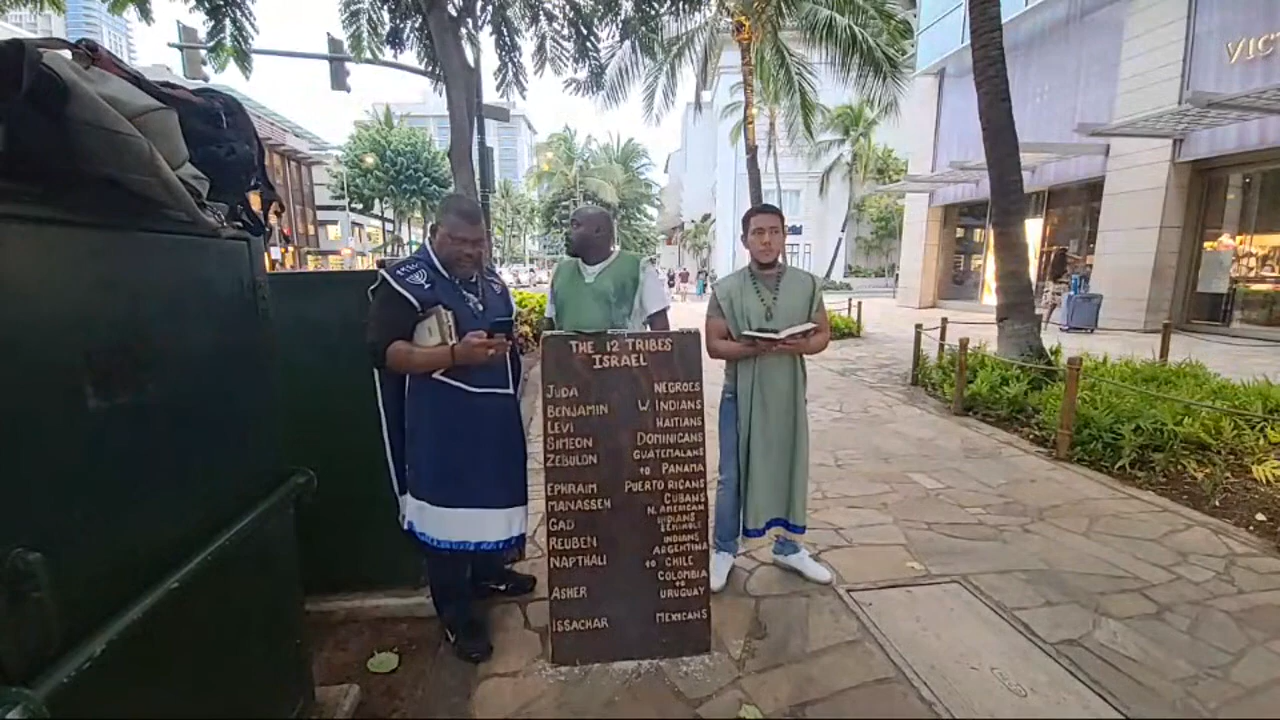 VICT
THE 12 TRIBES
ISRAEL
JUDA NEGROES
BENJAMIN W. INDIANS
LEVI HAITIANS
SIMEON DOMINICANS
ZEBULON GUATEMALANS
to PANAMA
EPHRAIM PUERTO RICANS
MANASSEH CUBANS
GAD N. AMERICAN
INDIANS
REUBEN SEMINOLE
INDIANS
NAPTHALI ARGENTINA
to CHILE
COLOMBIA
to
ASHER URUGUAY
ISSACHAR MEXICANS